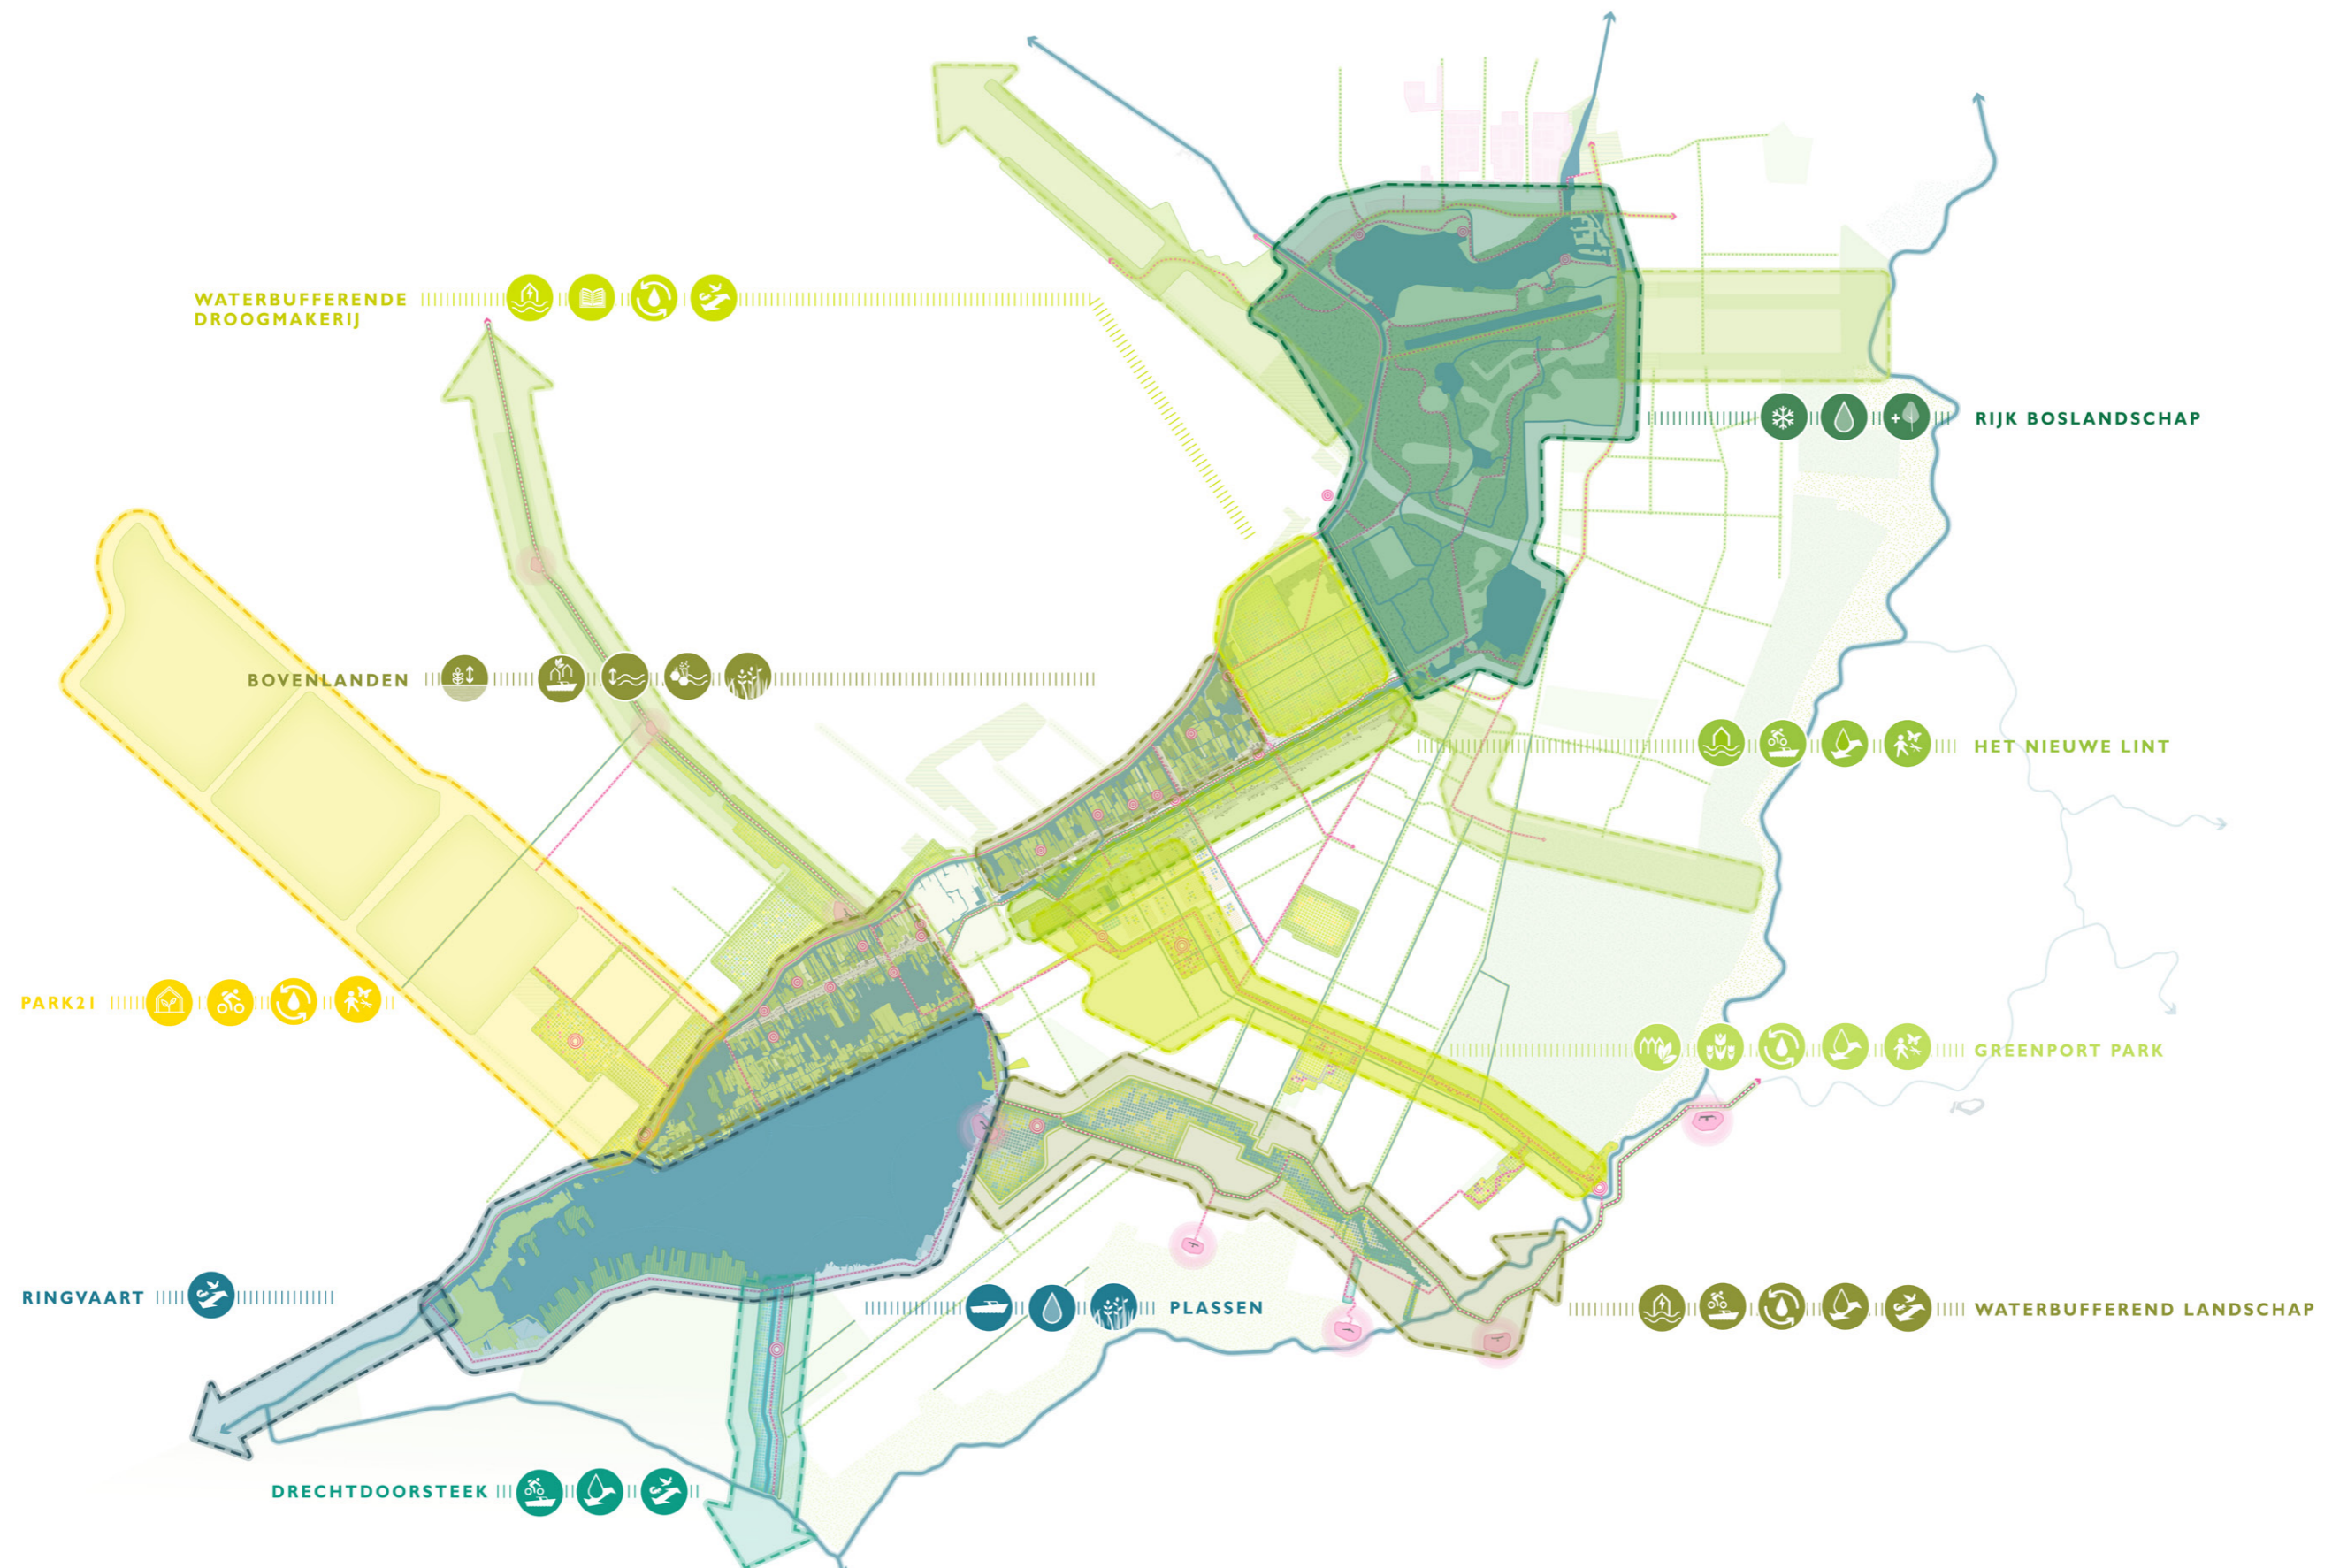 WATERBUFFERENDE
DROOGMAKERIJ
RIJK BOSLANDSCHAP
BOVENLANDEN
HET NIEUWE LINT
PARK21
GREENPORT PARK
RINGVAART
PLASSEN
WATERBUFFEREND LANDSCHAP
DRECHTDOORSTEEK